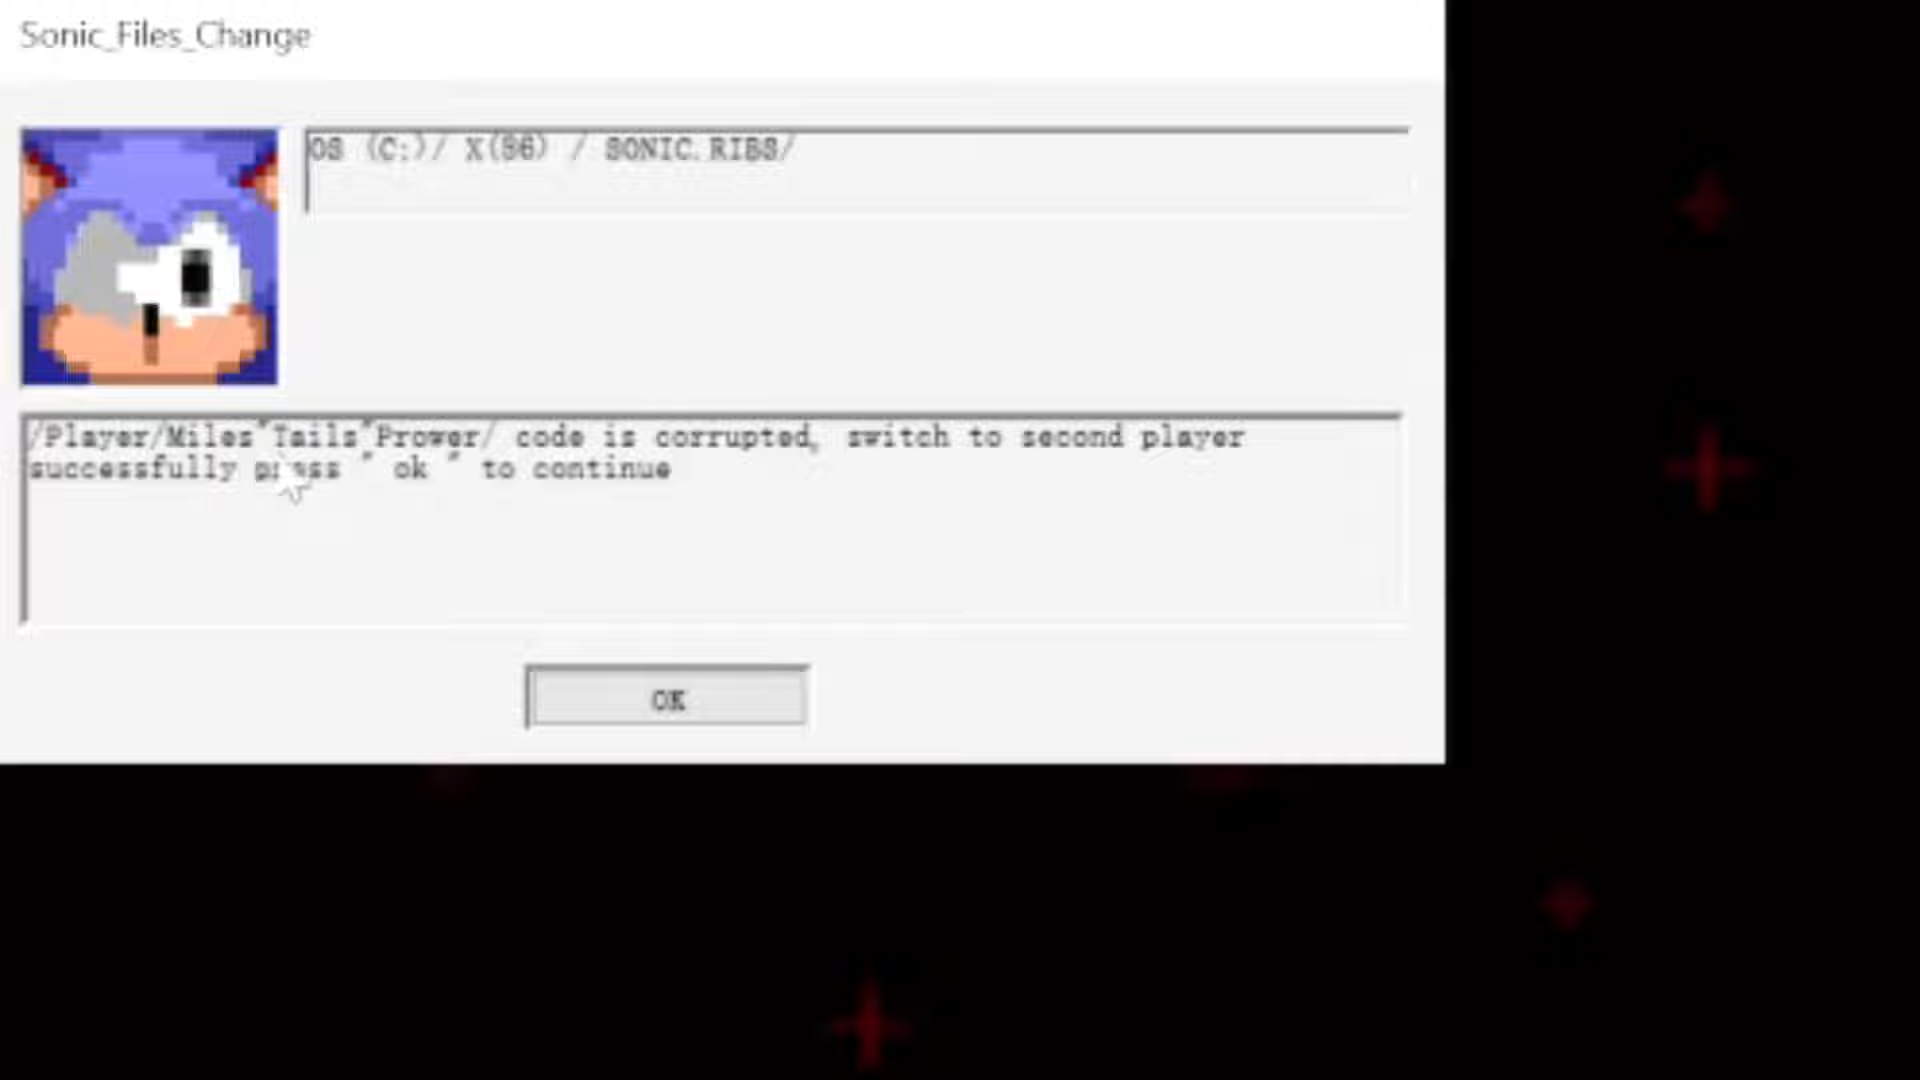 Sonic_Files_Change
OS (C:)/ X(86) / SONIC.RIBS/
/Player/Miles"Tails"Prower/ code is corrupted, switch to second player
successfully press " ok " to continue
OK